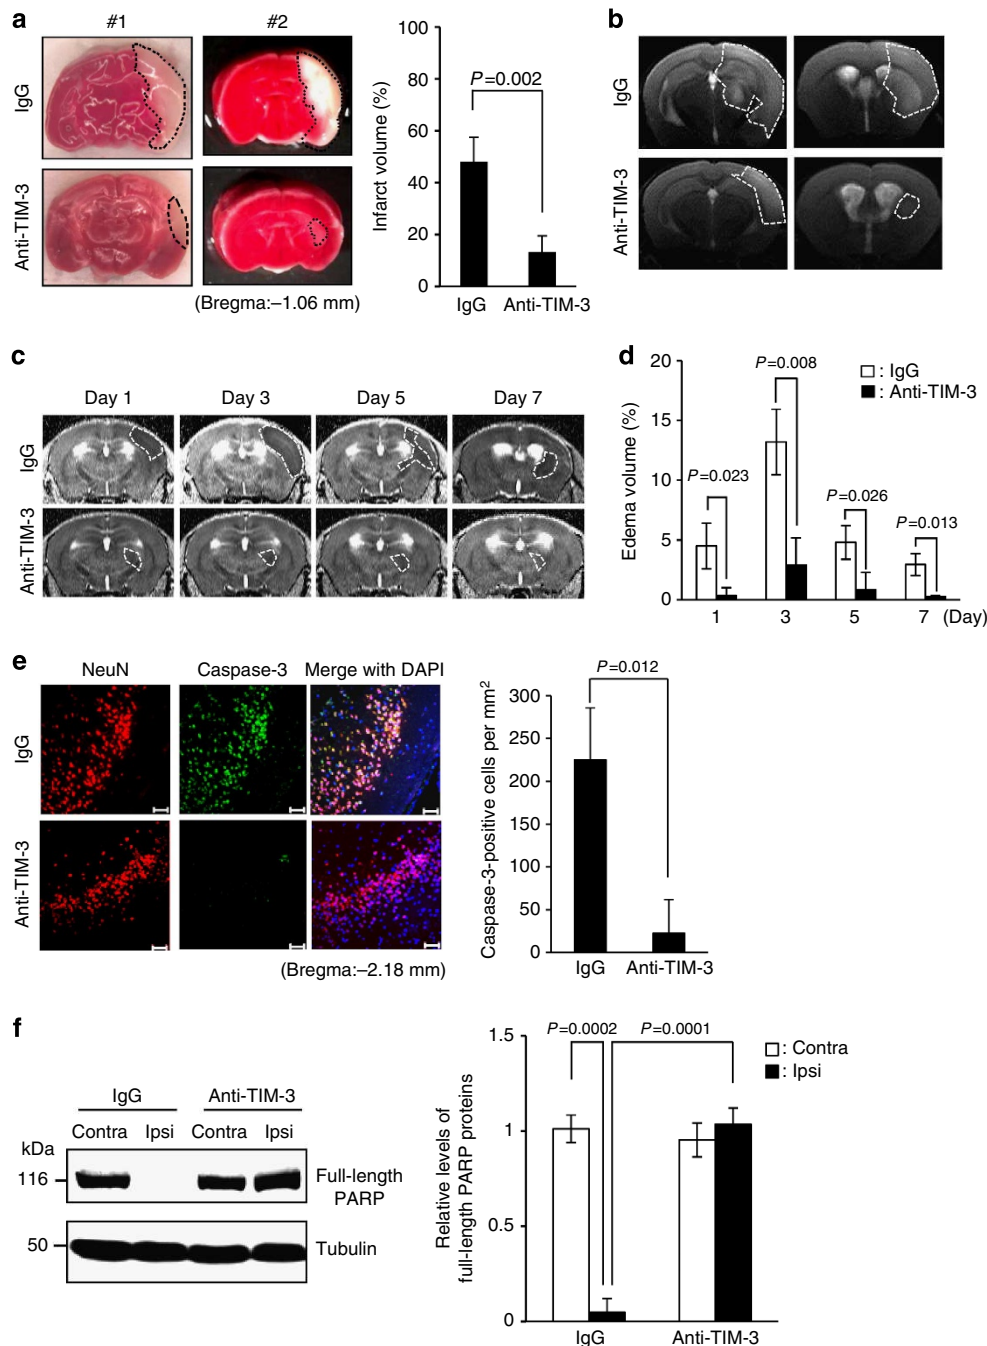 a
#1
#2
IgG
Anti-TIM-3
(Bregma:–1.06 mm)
Infarct volume (%)
100
80
60
40
20
0
P=0.002
IgG
Anti-TIM-3
b
IgG
Anti-TIM-3
c
Day 1
Day 3
Day 5
Day 7
IgG
Anti-TIM-3
d
Edema volume (%)
20
15
10
5
0
P=0.023
P=0.008
P=0.026
P=0.013
: IgG
: Anti-TIM-3
1
3
5
7
(Day)
e
NeuN
Caspase-3
Merge with DAPI
IgG
Anti-TIM-3
(Bregma:–2.18 mm)
Caspase-3-positive cells per mm²
300
250
200
150
100
50
0
P=0.012
IgG
Anti-TIM-3
f
IgG
Anti-TIM-3
Contra
Ipsi
Contra
Ipsi
kDa
116
Full-length
PARP
50
Tubulin
Relative levels of
full-length PARP proteins
1.5
1
0.5
0
P=0.0002
P=0.0001
: Contra
: Ipsi
IgG
Anti-TIM-3